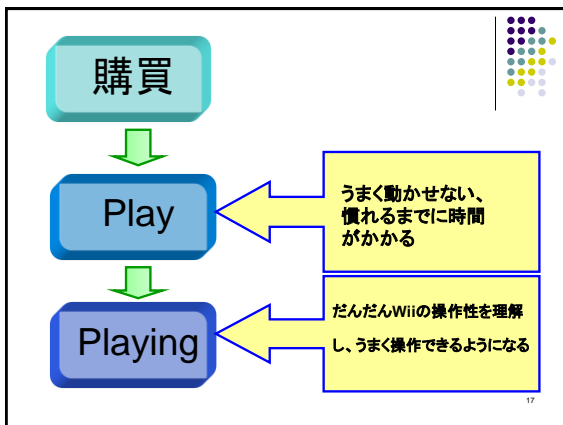 購買
Play
うまく動かせない、
慣れるまでに時間
がかかる
Playing
だんだんWiiの操作性を理解
し、うまく操作できるようになる
17